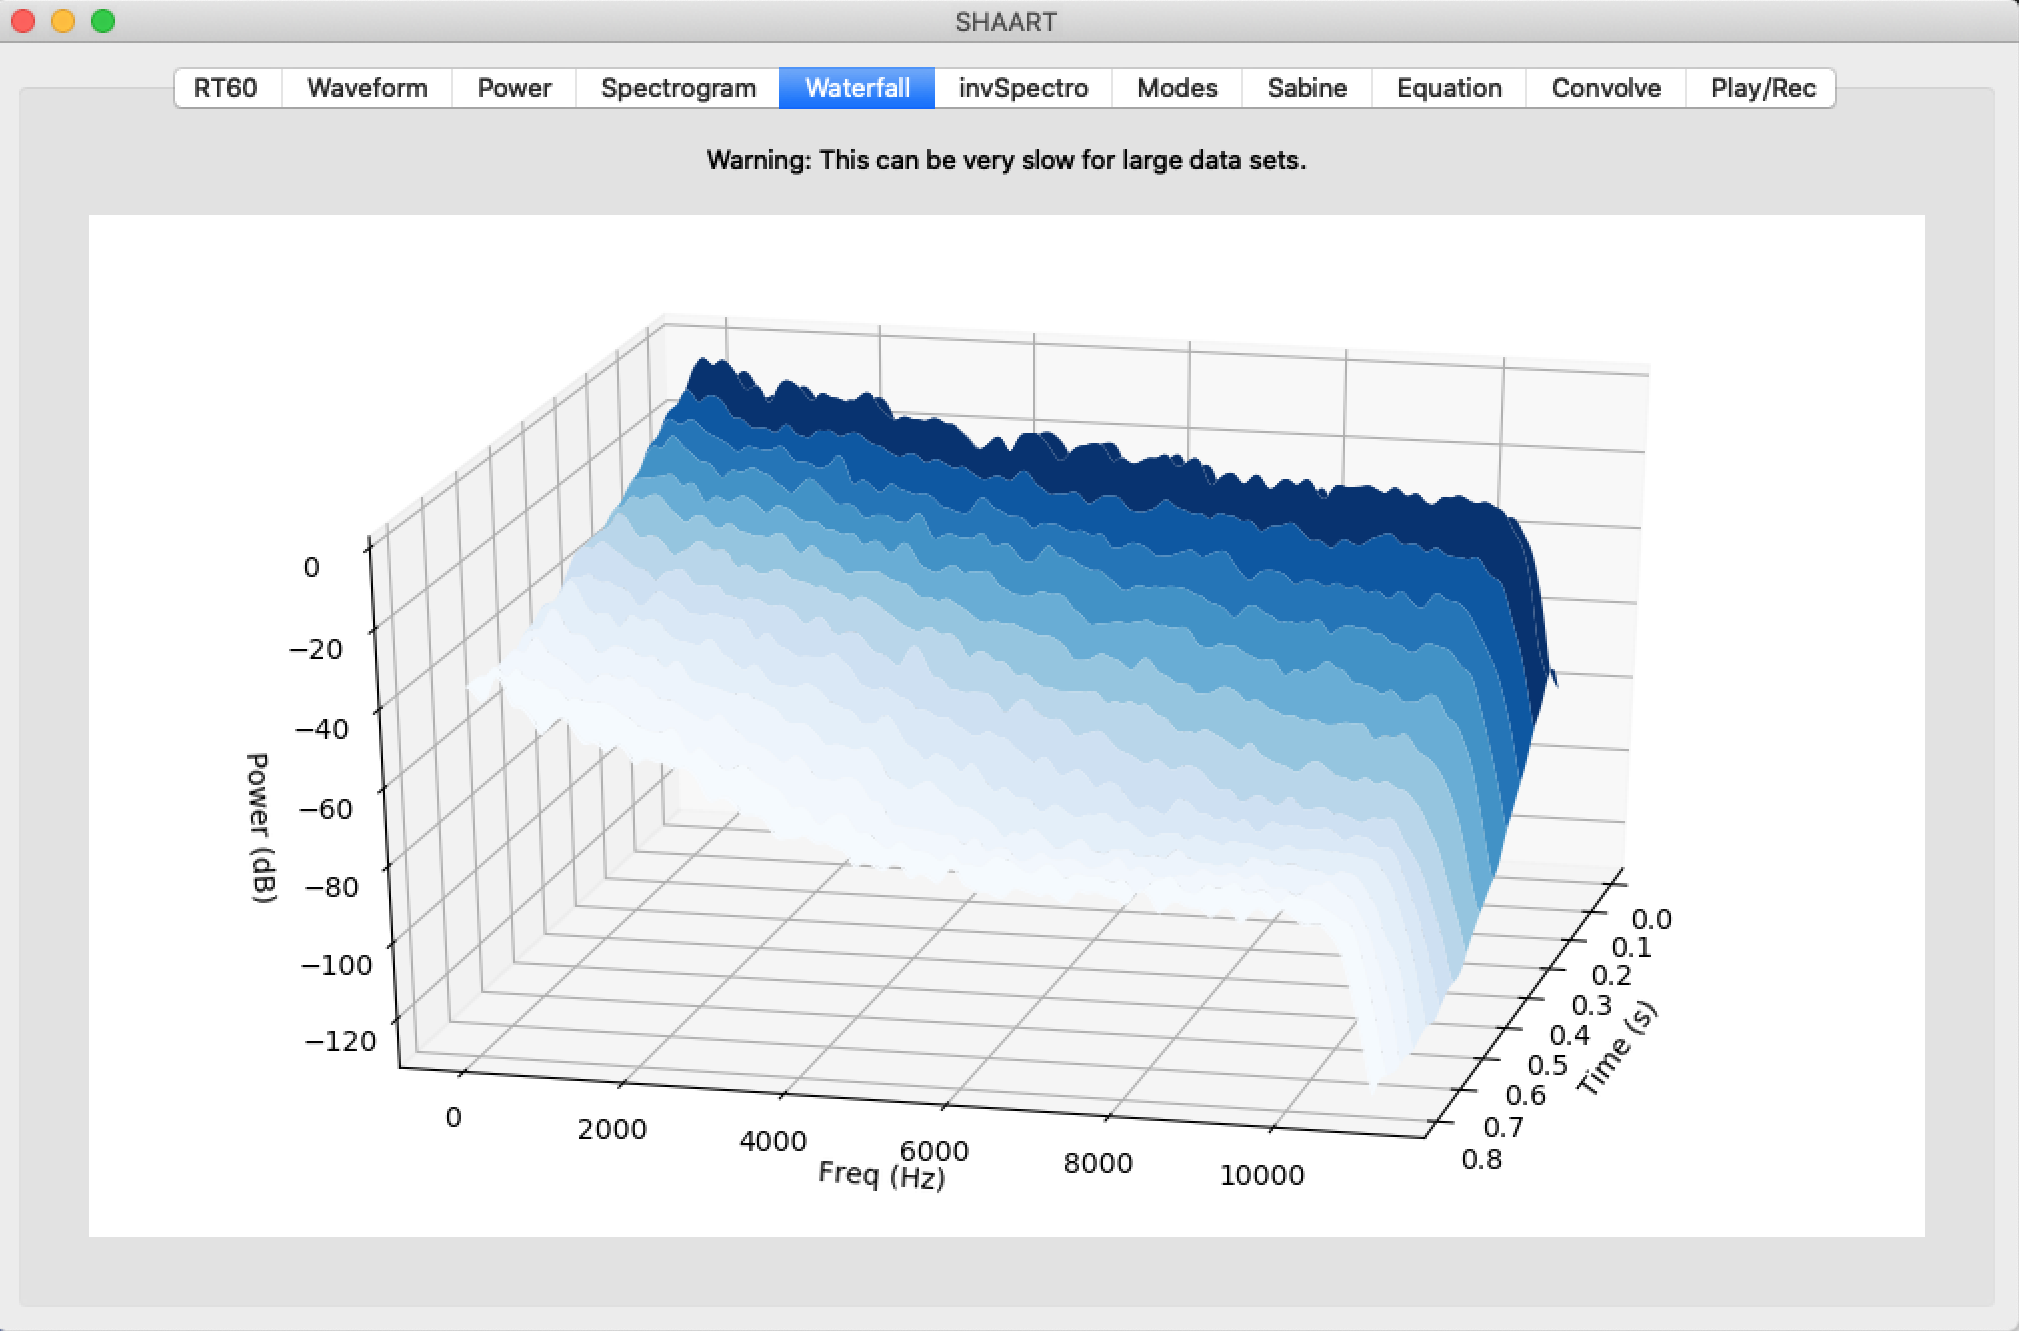 SHAART
RT60 Waveform Power Spectrogram Waterfall invSpectro Modes Sabine Equation Convolve Play/Rec
Warning: This can be very slow for large data sets.
0
−20
−40
−60
−80
−100
−120
Power (dB)
0 2000 4000 6000 8000 10000
Freq (Hz)
0.0
0.1
0.2
0.3
0.4
0.5
0.6
0.7
0.8
Time (s)